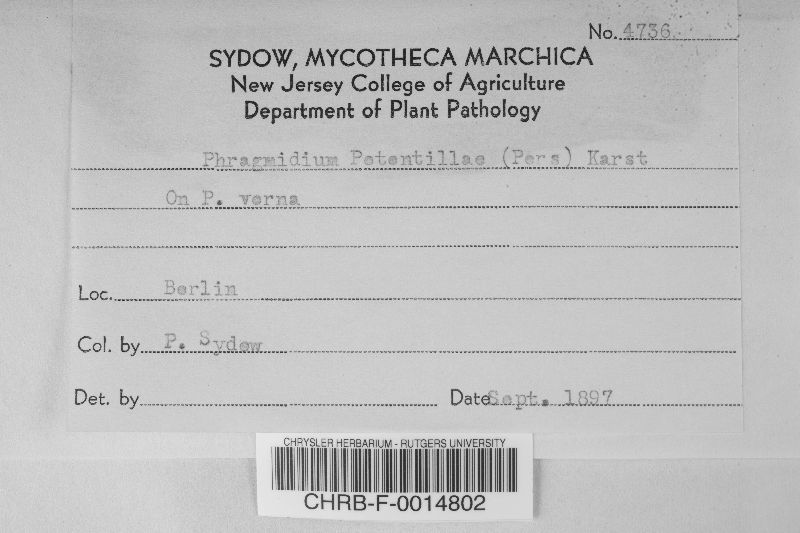 No. 4736
SYDOW, MYCOTHECA MARCHICA
New Jersey College of Agriculture
Department of Plant Pathology
Phragmidium Potentillae (Pers) Karst
On P. verna
Loc. Berlin
Col. by P. Sydow
Det. by Date Sept. 1897
CHRYSLER HERBARIUM - RUTGERS UNIVERSITY
CHRB-F-0014802